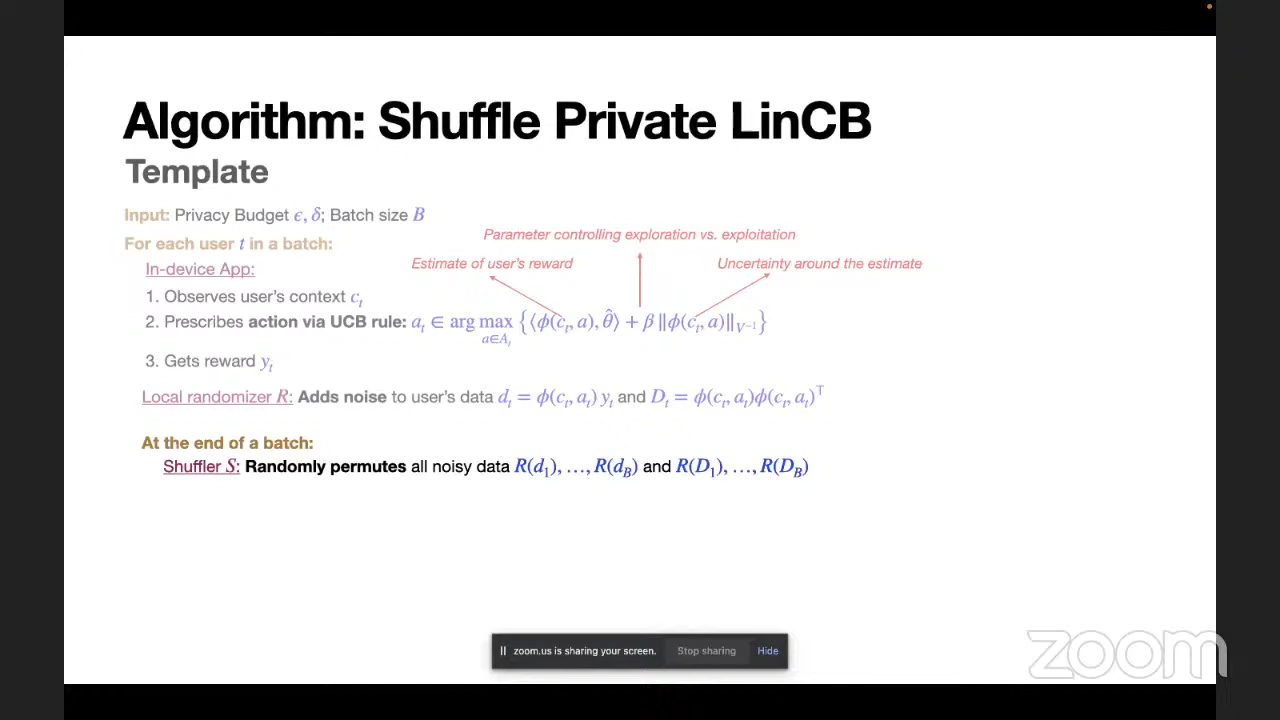 Algorithm: Shuffle Private LinCB
Template
Input: Privacy Budget ϵ, δ; Batch size B
For each user t in a batch:
Parameter controlling exploration vs. exploitation
In-device App:
Estimate of user's reward
Uncertainty around the estimate
1. Observes user's context c_t
2. Prescribes action via UCB rule: a_t ∈ arg max_{a∈A_t} {⟨ϕ(c_t, a), θ̂⟩ + β ‖ϕ(c_t, a)‖_{V⁻¹}}
3. Gets reward y_t
Local randomizer R: Adds noise to user's data d_t = ϕ(c_t, a_t) y_t and D_t = ϕ(c_t, a_t)ϕ(c_t, a_t)^⊤
At the end of a batch:
Shuffler S: Randomly permutes all noisy data R(d_1), …, R(d_B) and R(D_1), …, R(D_B)
zoom.us is sharing your screen. Stop sharing Hide
zoom